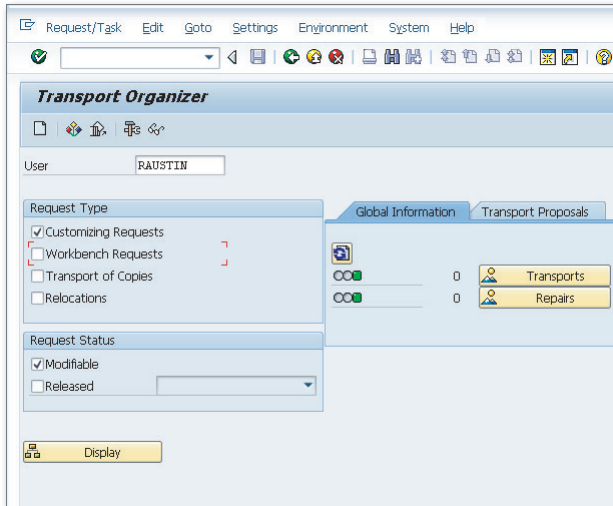 Request/Task Edit Goto Settings Environment System Help
Transport Organizer
User RAUSTIN
Request Type
Customizing Requests
Workbench Requests
Transport of Copies
Relocations
Request Status
Modifiable
Released
Display
Global Information Transport Proposals
0 Transports
0 Repairs